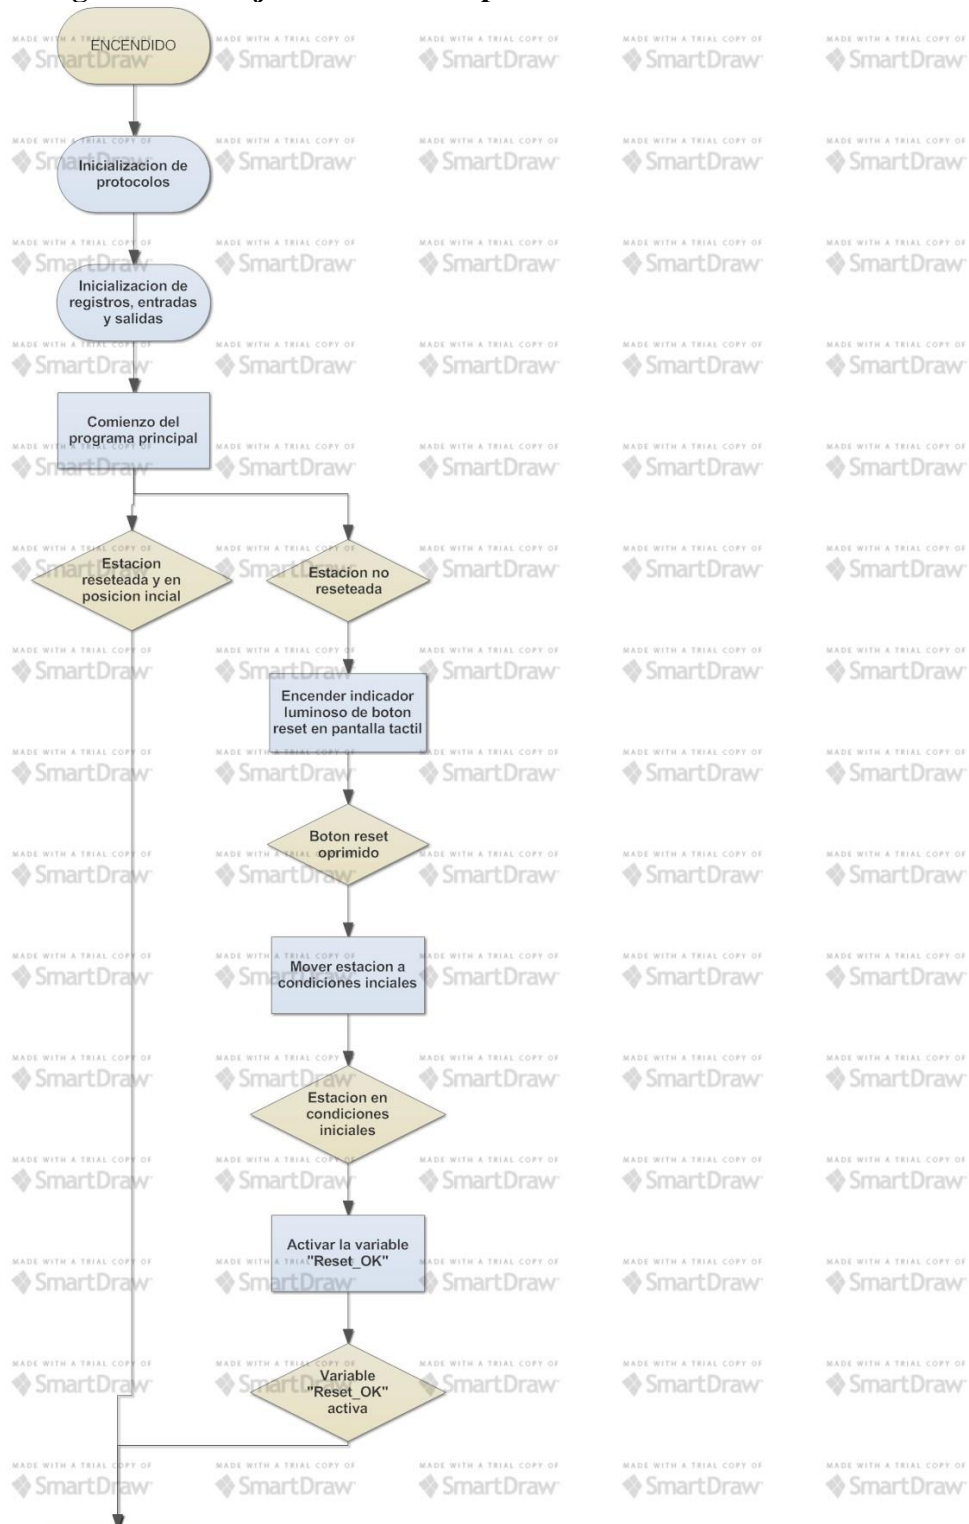 ENCENDIDO
Inicializacion de
protocolos
Inicializacion de
registros, entradas
y salidas
Comienzo del
programa principal
Estacion
reseteada y en
posicion incial
Estacion no
reseteada
Encender indicador
luminoso de boton
reset en pantalla tactil
Boton reset
oprimido
Mover estacion a
condiciones inciales
Estacion en
condiciones
iniciales
Activar la variable
"Reset_OK"
Variable
"Reset_OK"
activa
MADE WITH A TRIAL COPY OF
SmartDraw